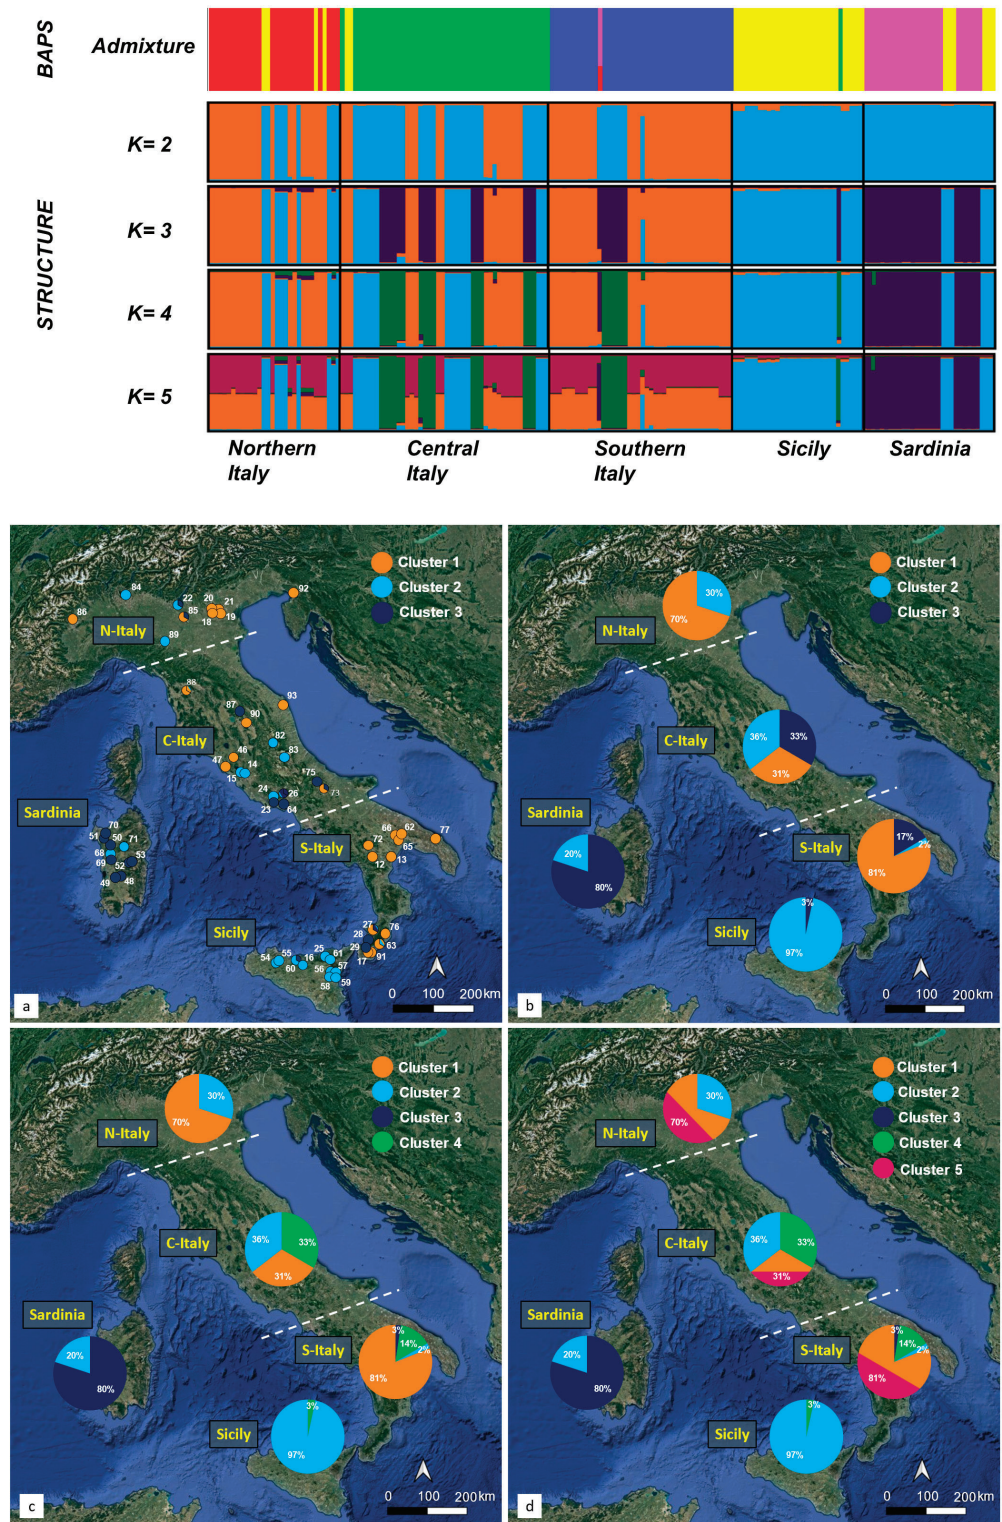 BAPS
Admixture
STRUCTURE
K= 2
K= 3
K= 4
K= 5
Northern
Italy
Central
Italy
Southern
Italy
Sicily
Sardinia
Cluster 1
Cluster 2
Cluster 3
84
22
20
21
92
86
85
18
19
N-Italy
89
88
87
93
90
C-Italy
82
46
83
47
14
15
75
24
26
73
23
64
Sardinia
70
51
50
71
68
53
69
52
49
48
66
62
77
72
65
S-Italy
12
13
Sicily
27
76
28
63
29
17
91
25
61
55
16
54
60
56
57
58
59
a
0 100 200km
Cluster 1
Cluster 2
Cluster 3
30%
70%
N-Italy
C-Italy
36%
33%
31%
Sardinia
20%
80%
S-Italy
17%
2%
81%
Sicily
3%
97%
b
0 100 200km
Cluster 1
Cluster 2
Cluster 3
Cluster 4
30%
70%
N-Italy
C-Italy
36%
33%
31%
Sardinia
20%
80%
S-Italy
3%
14%
2%
81%
Sicily
3%
97%
c
0 100 200km
Cluster 1
Cluster 2
Cluster 3
Cluster 4
Cluster 5
30%
70%
N-Italy
C-Italy
36%
33%
31%
Sardinia
20%
80%
S-Italy
3%
14%
2%
81%
Sicily
3%
97%
d
0 100 200km